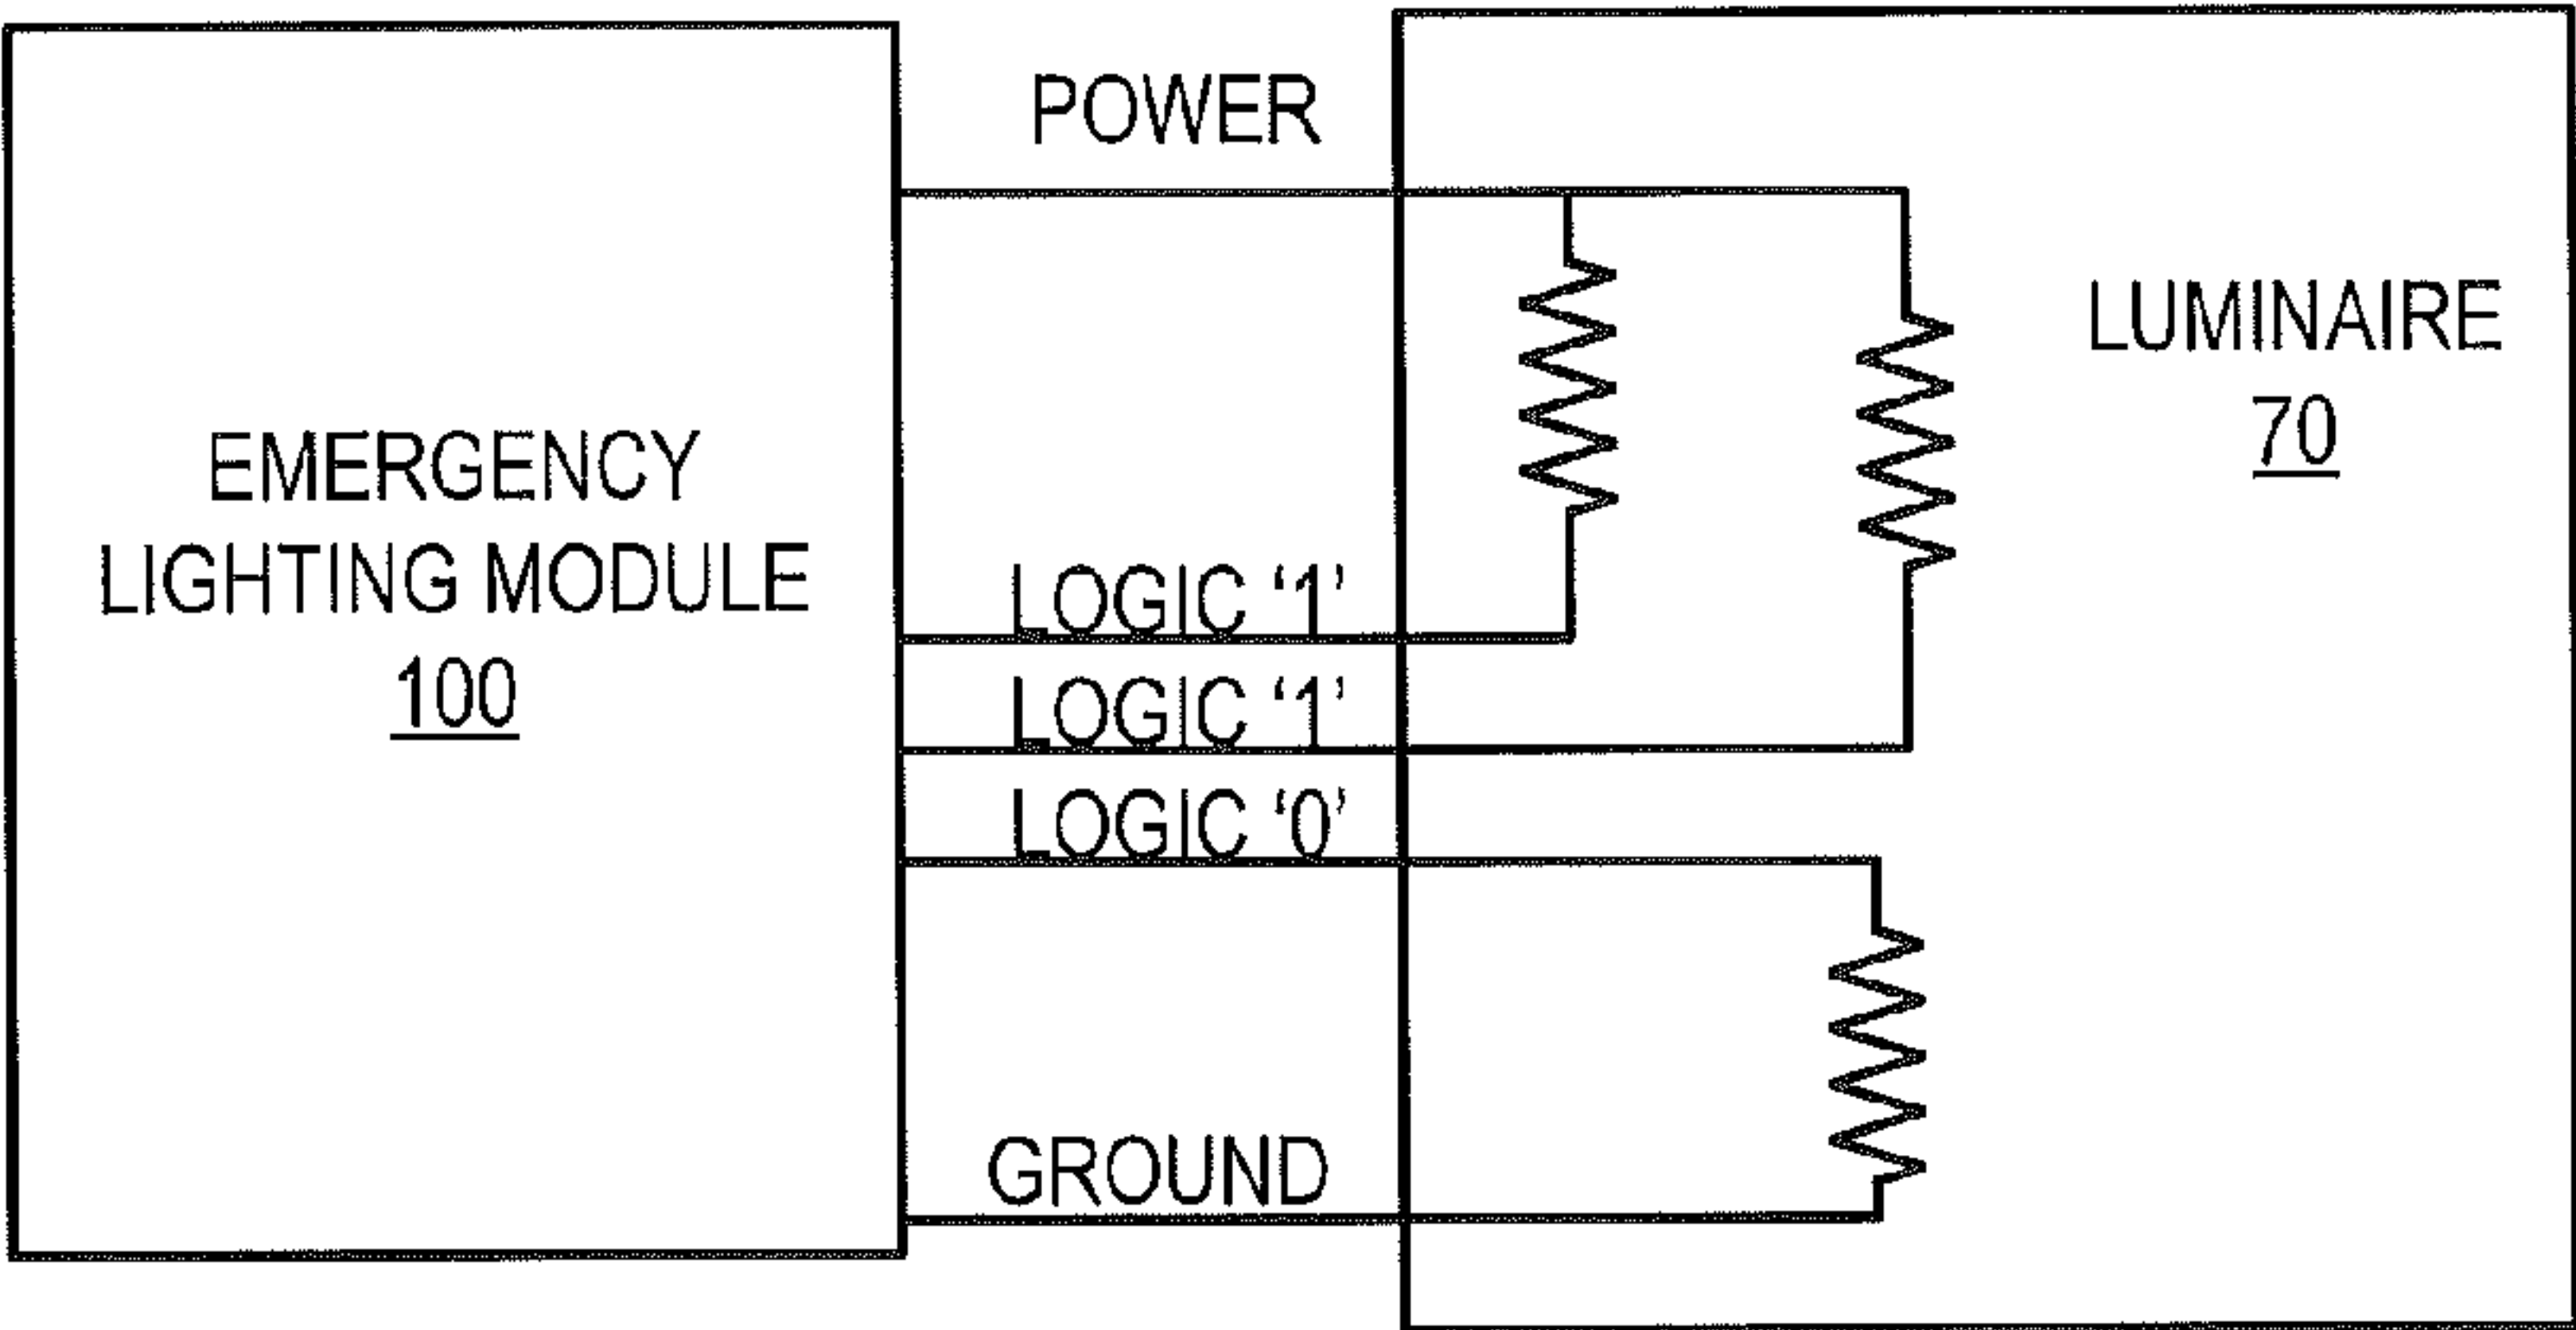 POWER
EMERGENCY
LIGHTING MODULE
100
LOGIC ‘1’
LOGIC ‘1’
LOGIC ‘0’
GROUND
LUMINAIRE
70